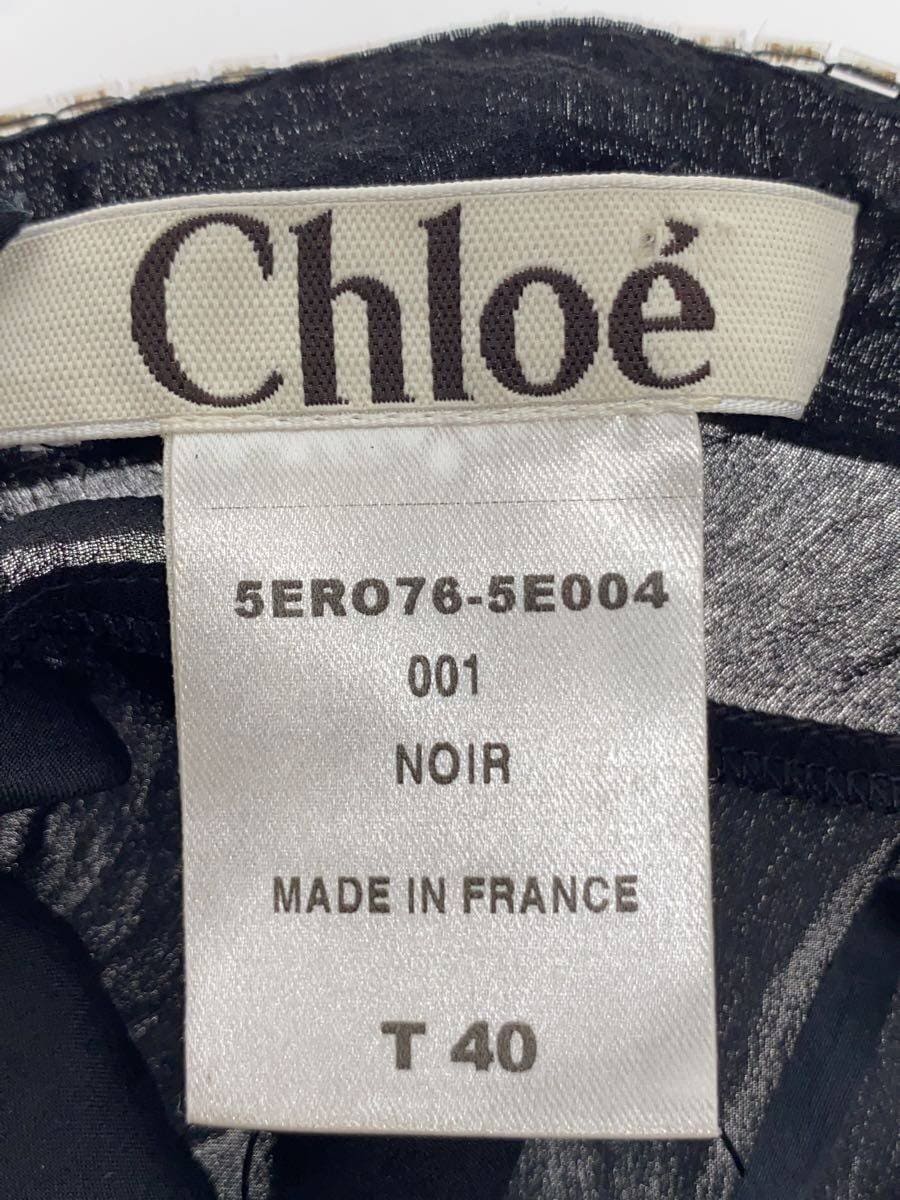 Chloé
5ERO76-5E004
001
NOIR
MADE IN FRANCE
T 40